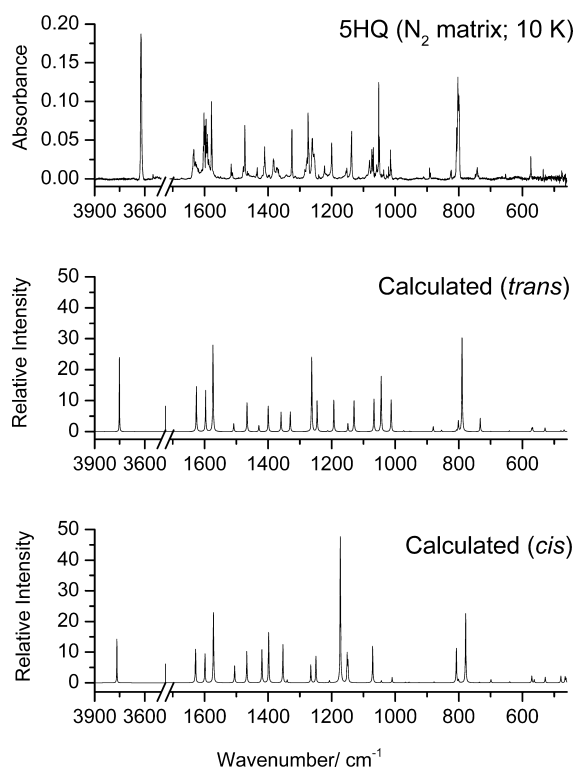 5HQ (N2 matrix; 10 K)
Absorbance
0.20
0.15
0.10
0.05
0.00
3900 3600 1600 1400 1200 1000 800 600
Calculated (trans)
Relative Intensity
50
40
30
20
10
0
3900 3600 1600 1400 1200 1000 800 600
Calculated (cis)
Relative Intensity
50
40
30
20
10
0
3900 3600 1600 1400 1200 1000 800 600
Wavenumber/ cm-1